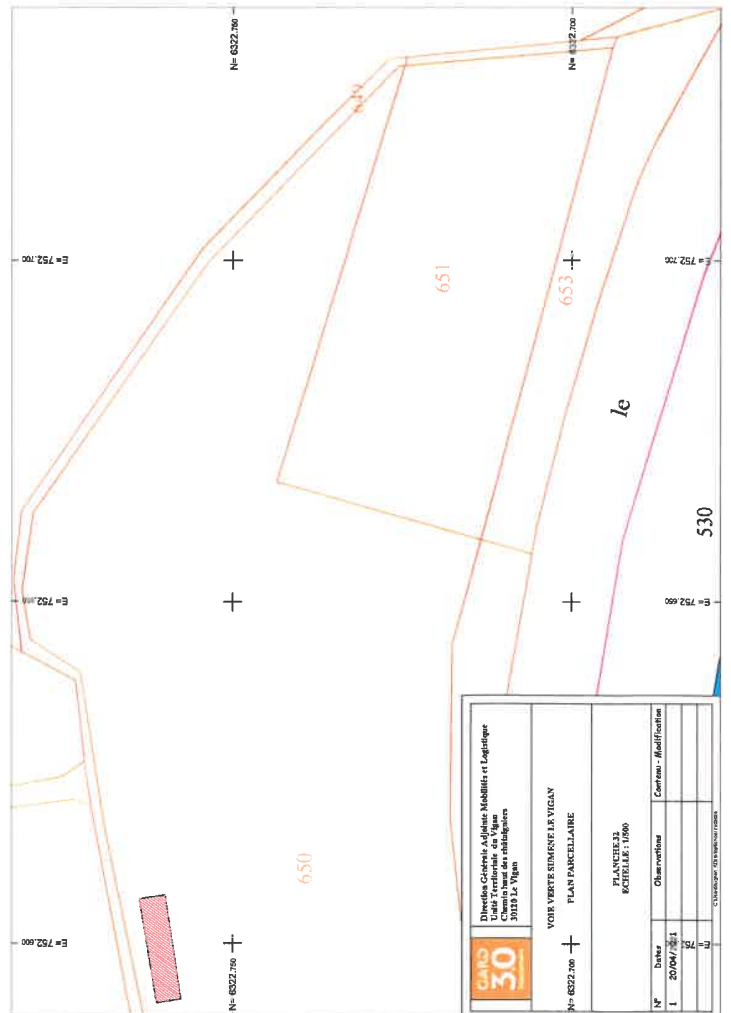 N= 6322.750
N= 6322.700
649
E= 752.700
E= 752.700
651
653
le
530
E= 752.650
650
E= 752.600
N= 6322.750
N= 6322.700
GARD
30
Direction Générale Adjointe Mobilités et Logistique
Unité Territoriale du Vigan
Chemin haut des châtaigniers
30120 Le Vigan
VOIE VERTE SUMENE LE VIGAN
PLAN PARCELLAIRE
PLANCHE 32
ECHELLE : 1/500
N° Dates Observations Contenu - Modification
1 20/04/